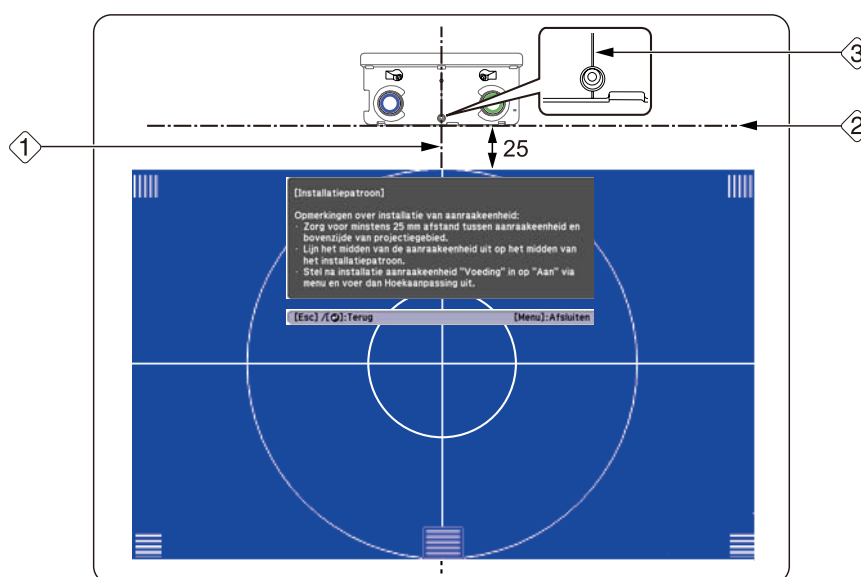 3
2
1
25
[Installatiepatroon]
Opmerkingen over installatie van aanraakeenheid:
· Zorg voor minstens 25 mm afstand tussen aanraakeenheid en
bovenzijde van projectiegebied.
· Lijn het midden van de aanraakeenheid uit op het midden van
het installatiepatroon.
· Stel na installatie aanraakeenheid "Voeding" in op "Aan" via
menu en voer dan Hoekaanpassing uit.
[Esc] /[⮐]:Terug [Menu]:Afsluiten